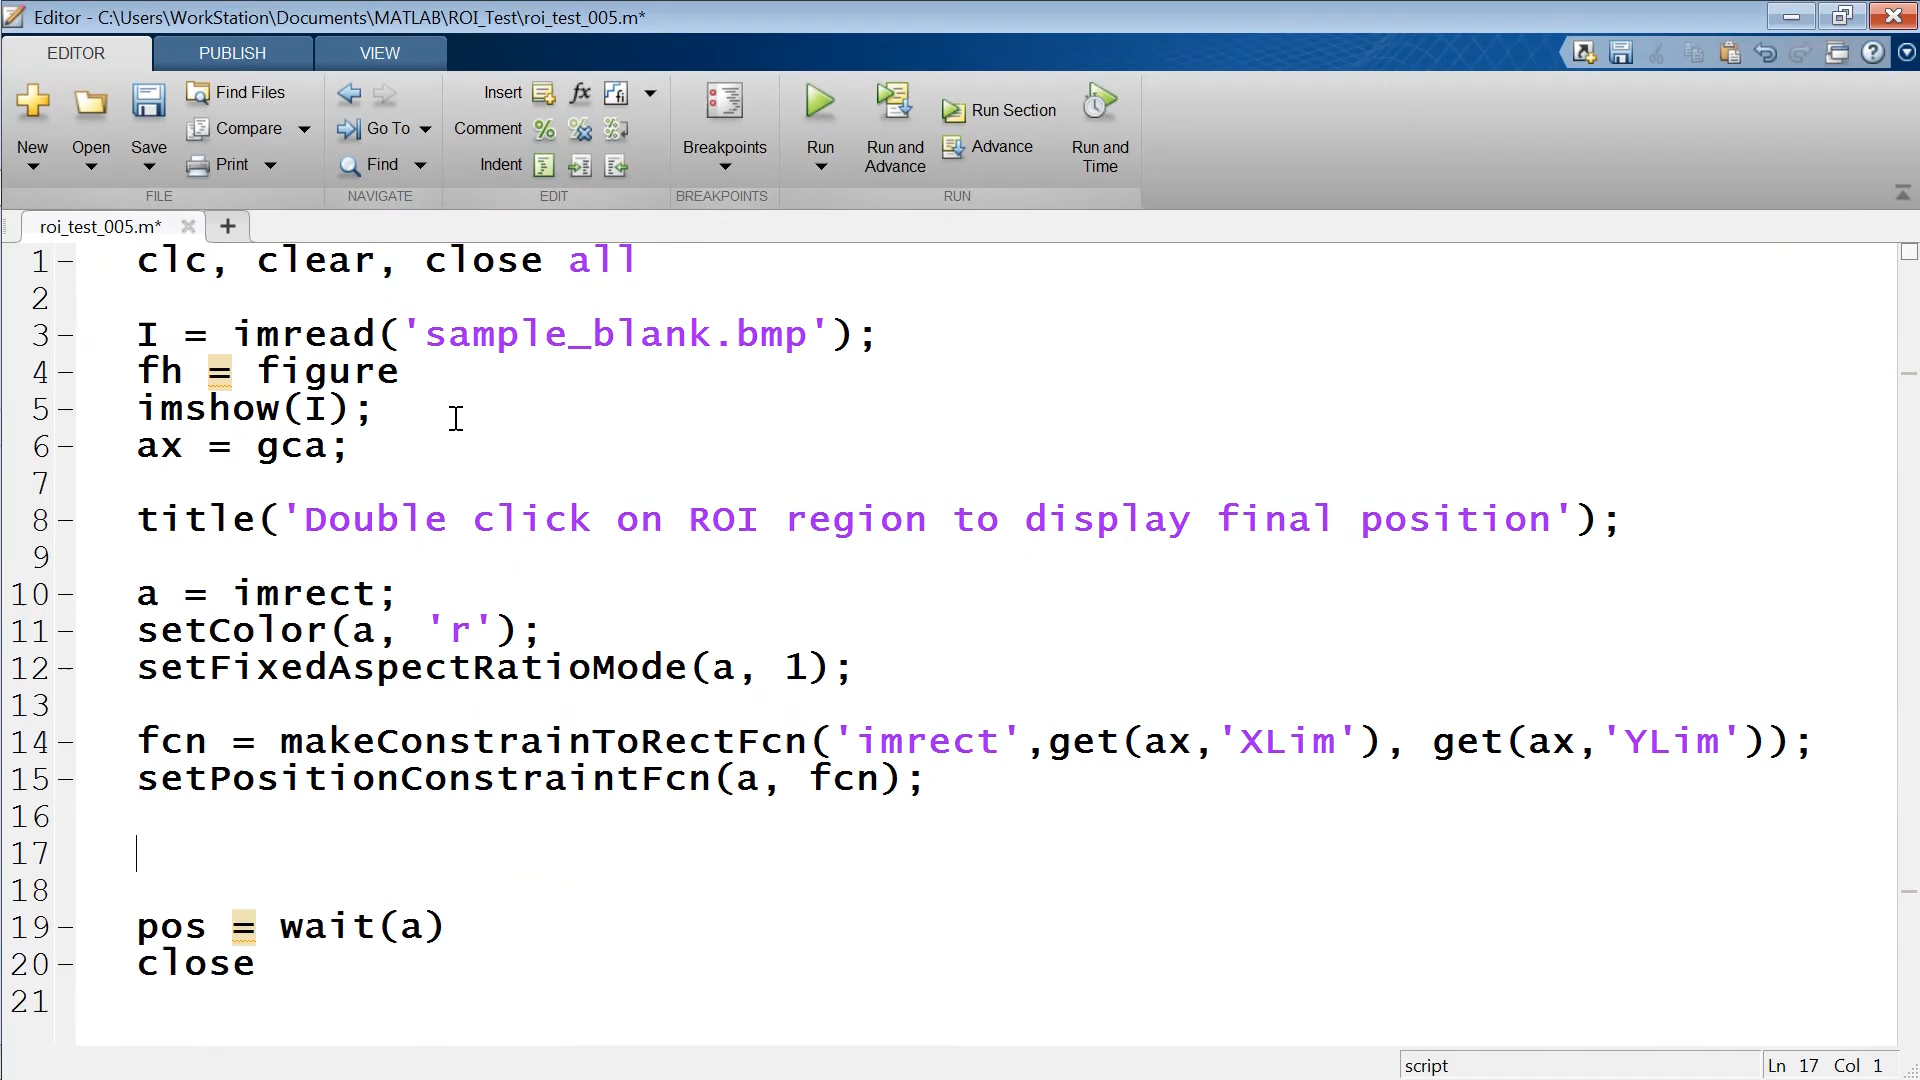 Editor - C:\Users\WorkStation\Documents\MATLAB\ROI_Test\roi_test_005.m*
EDITOR PUBLISH VIEW
New Open Save Find Files Compare Print
FILE
Go To Find
NAVIGATE
Insert fx fi
Comment % %
Indent
EDIT
Breakpoints
BREAKPOINTS
Run Run and Advance Run Section Advance Run and Time
RUN
roi_test_005.m* +
1 clc, clear, close all
2
3 I = imread('sample_blank.bmp');
4 fh = figure
5 imshow(I);
6 ax = gca;
7
8 title('Double click on ROI region to display final position');
9
10 a = imrect;
11 setColor(a, 'r');
12 setFixedAspectRatioMode(a, 1);
13
14 fcn = makeConstrainToRectFcn('imrect',get(ax,'XLim'), get(ax,'YLim'));
15 setPositionConstraintFcn(a, fcn);
16
17
18
19 pos = wait(a)
20 close
21
script Ln 17 Col 1